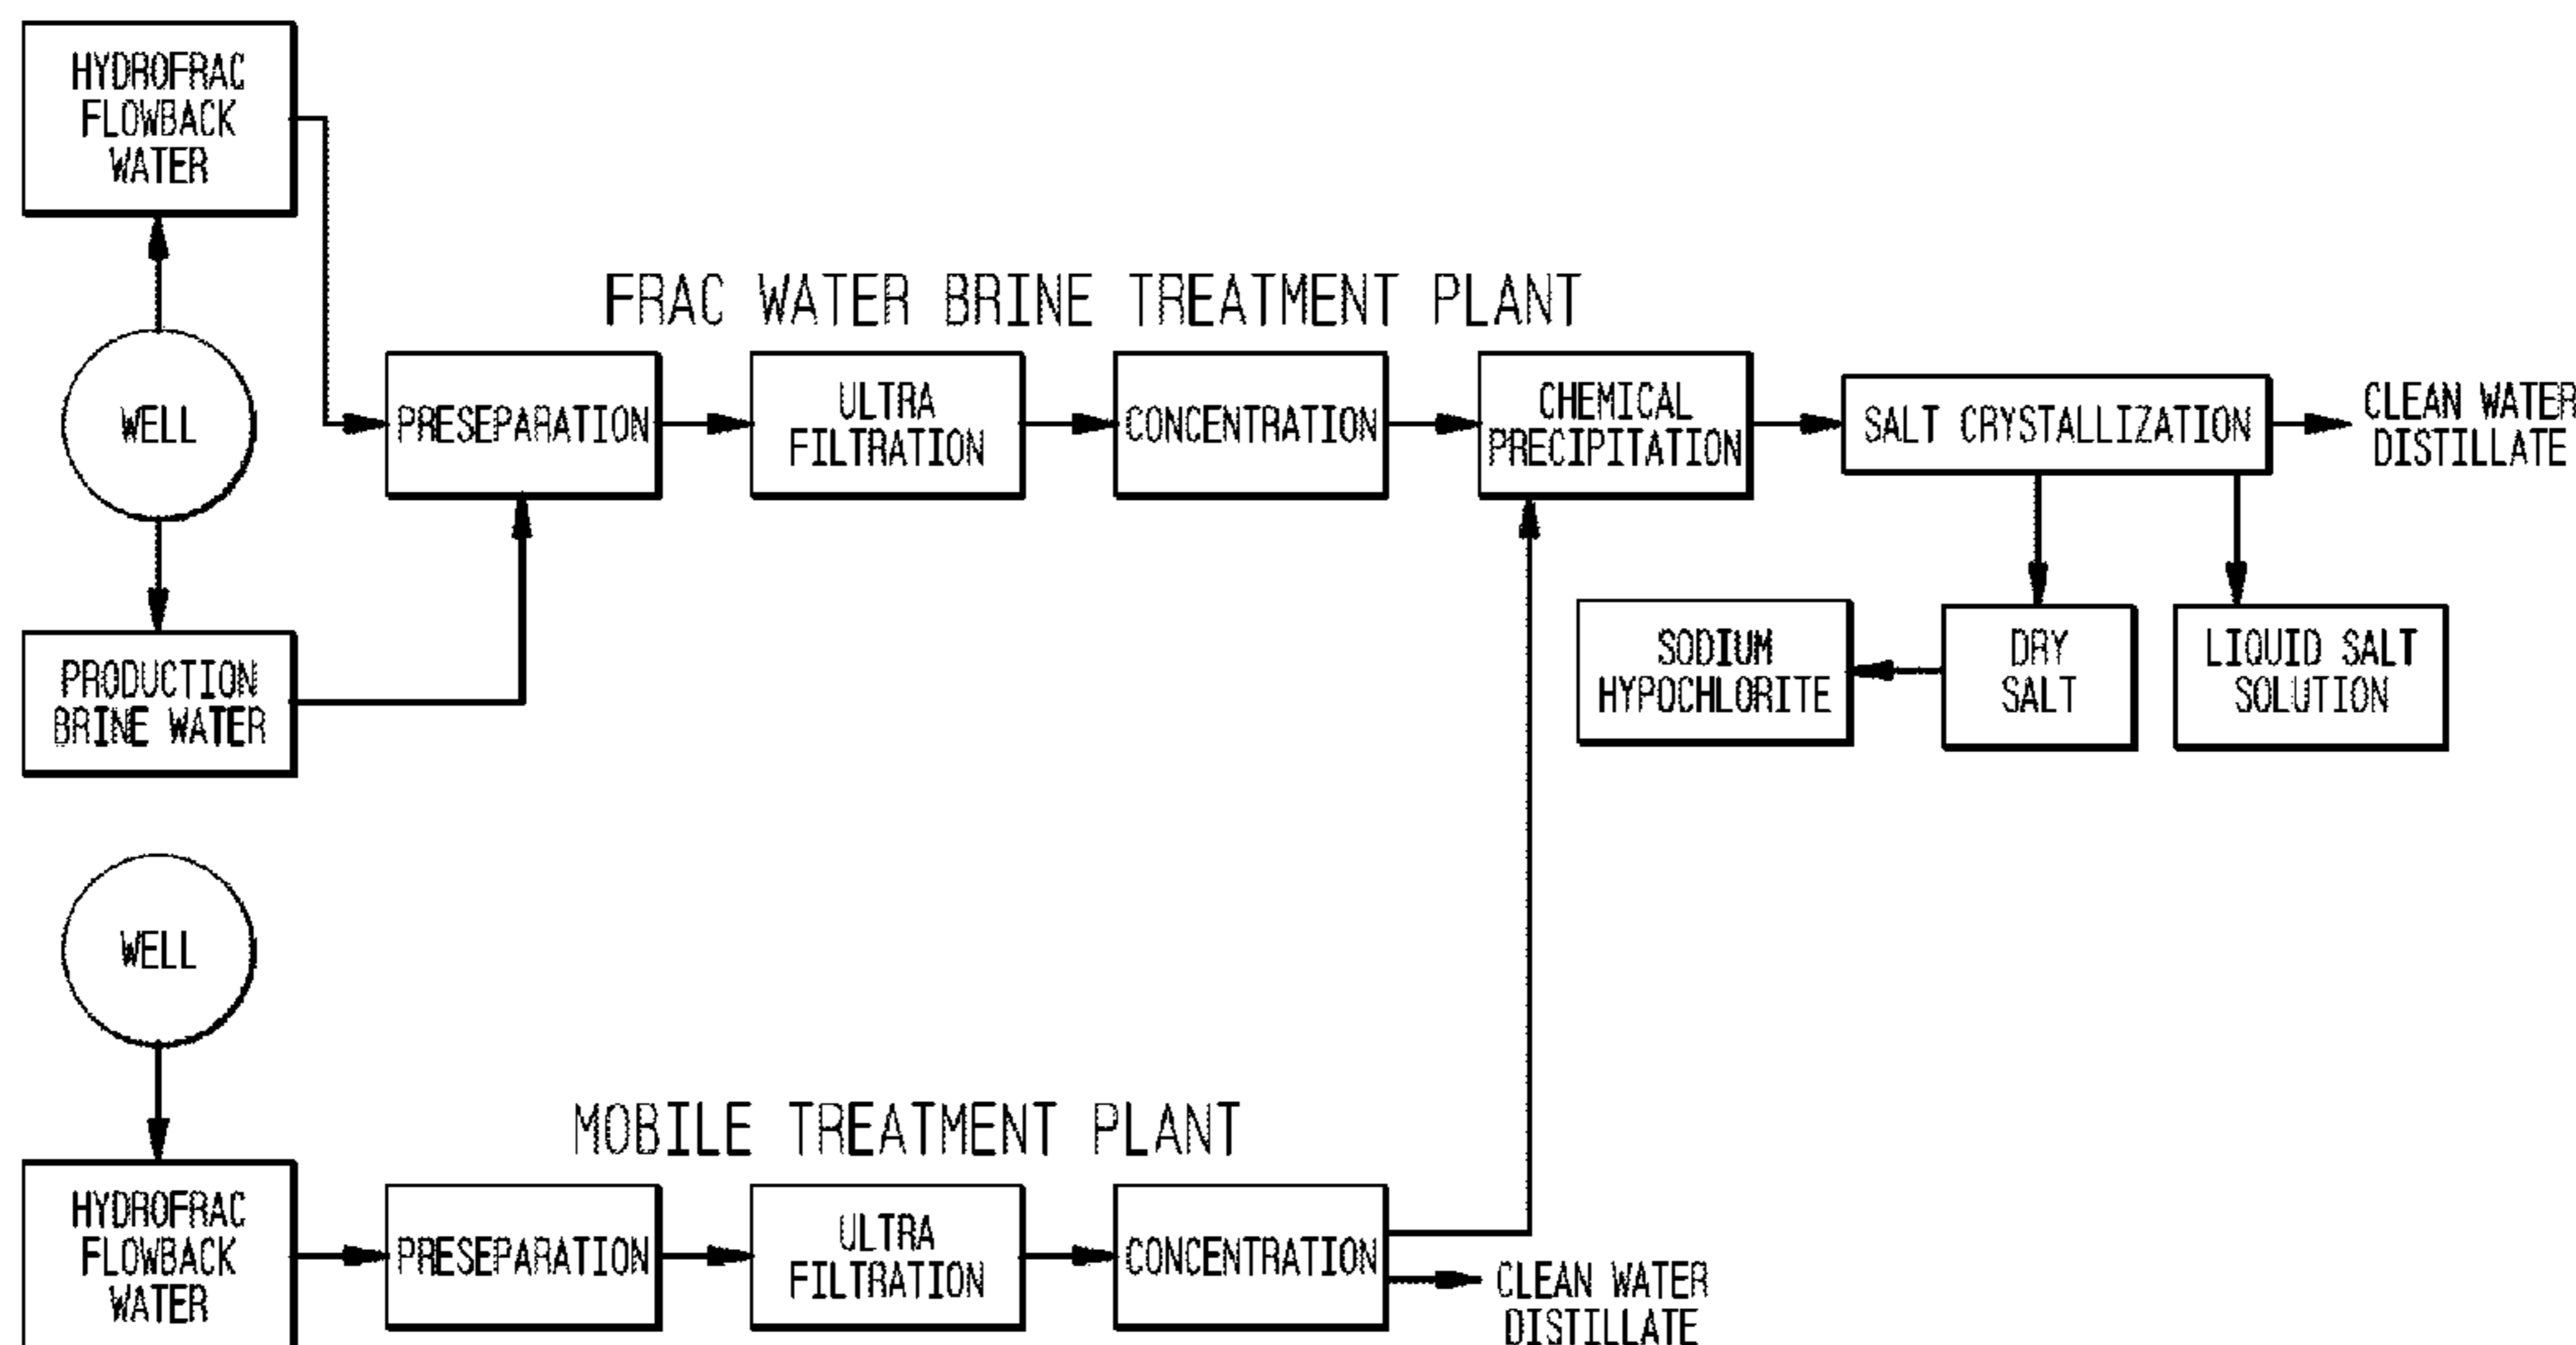 HYDROFRAC
FLOWBACK
WATER
FRAC WATER BRINE TREATMENT PLANT
WELL
PRESEPARATION
ULTRA
FILTRATION
CONCENTRATION
CHEMICAL
PRECIPITATION
SALT CRYSTALLIZATION
CLEAN WATER
DISTILLATE
PRODUCTION
BRINE WATER
SODIUM
HYPOCHLORITE
DRY
SALT
LIQUID SALT
SOLUTION
WELL
MOBILE TREATMENT PLANT
HYDROFRAC
FLOWBACK
WATER
PRESEPARATION
ULTRA
FILTRATION
CONCENTRATION
CLEAN WATER
DISTILLATE